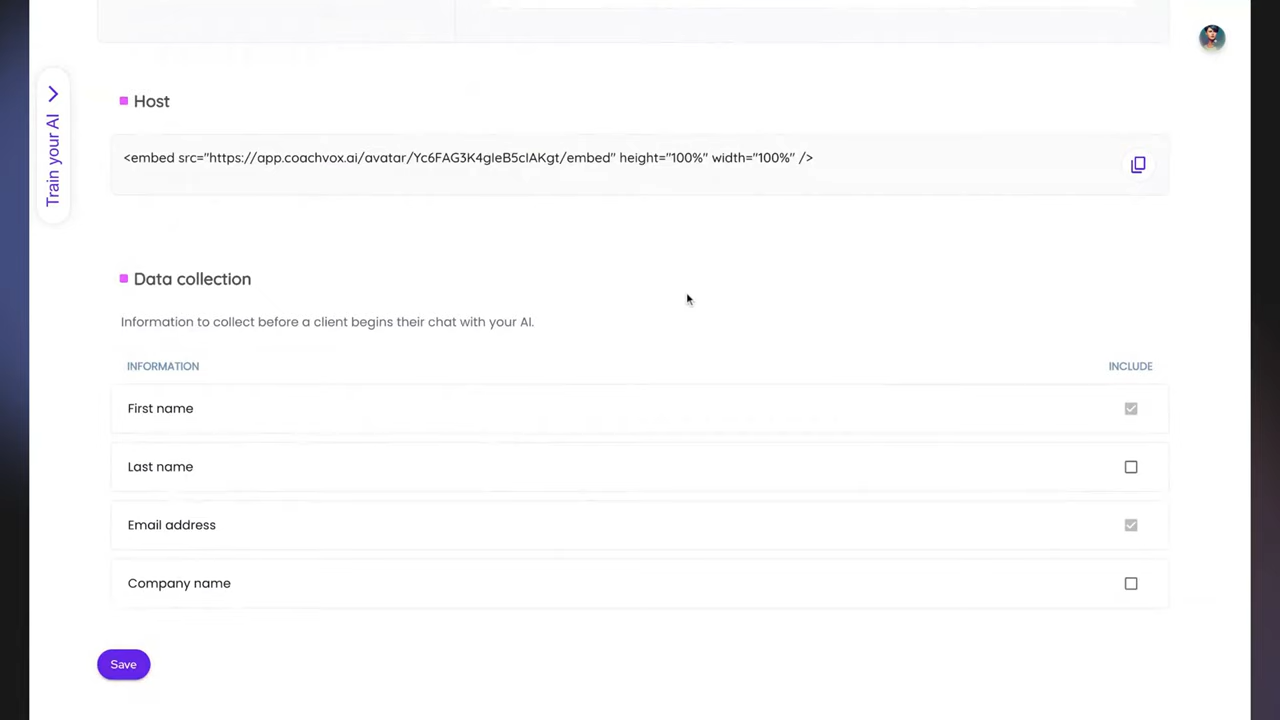 Train your AI
Host
<embed src="https://app.coachvox.ai/avatar/Yc6FAG3K4gIeB5cIAKgt/embed" height="100%" width="100%" />
Data collection
Information to collect before a client begins their chat with your AI.
INFORMATION INCLUDE
First name
Last name
Email address
Company name
Save